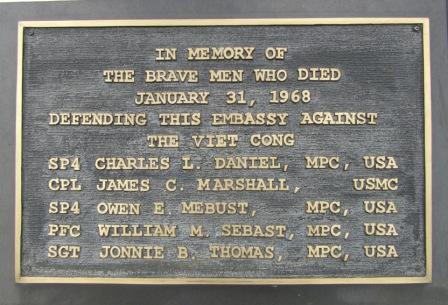 IN MEMORY OF
THE BRAVE MEN WHO DIED
JANUARY 31, 1968
DEFENDING THIS EMBASSY AGAINST
THE VIET CONG
SP4 CHARLES L. DANIEL, MPC, USA
CPL JAMES C. MARSHALL, USMC
SP4 OWEN E. MEBUST, MPC, USA
PFC WILLIAM M. SEBAST, MPC, USA
SGT JONNIE B. THOMAS, MPC, USA